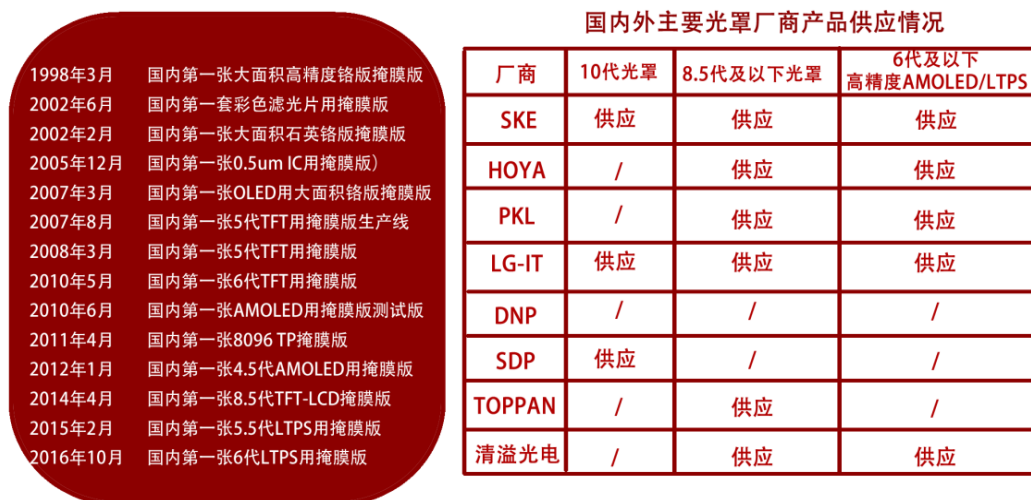 1998年3月 国内第一张大面积高精度铬版掩膜版
2002年6月 国内第一套彩色滤光片用掩膜版
2002年2月 国内第一张大面积石英铬版掩膜版
2005年12月 国内第一张0.5um IC用掩膜版）
2007年3月 国内第一张OLED用大面积铬版掩膜版
2007年8月 国内第一张5代TFT用掩膜版生产线
2008年3月 国内第一张5代TFT用掩膜版
2010年5月 国内第一张6代TFT用掩膜版
2010年6月 国内第一张AMOLED用掩膜版测试版
2011年4月 国内第一张8096 TP掩膜版
2012年1月 国内第一张4.5代AMOLED用掩膜版
2014年4月 国内第一张8.5代TFT-LCD掩膜版
2015年2月 国内第一张5.5代LTPS用掩膜版
2016年10月 国内第一张6代LTPS用掩膜版
国内外主要光罩厂商产品供应情况
厂商 10代光罩 8.5代及以下光罩 6代及以下
高精度AMOLED/LTPS
SKE 供应 供应 供应
HOYA / 供应 供应
PKL / 供应 供应
LG-IT 供应 供应 供应
DNP / / /
SDP 供应 / /
TOPPAN / 供应 /
清溢光电 / 供应 供应